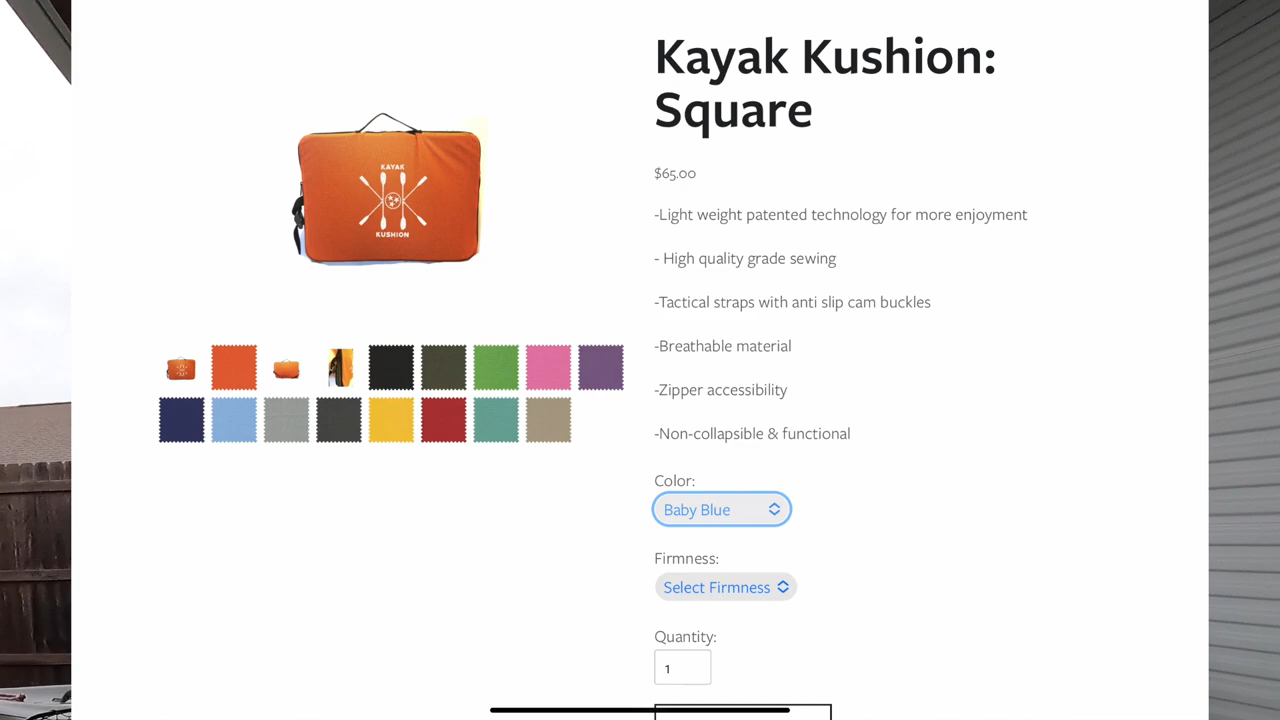 Kayak Kushion:
Square
$65.00
-Light weight patented technology for more enjoyment
- High quality grade sewing
-Tactical straps with anti slip cam buckles
-Breathable material
-Zipper accessibility
-Non-collapsible & functional
Color:
Baby Blue
Firmness:
Select Firmness
Quantity:
1
KAYAK
KUSHION